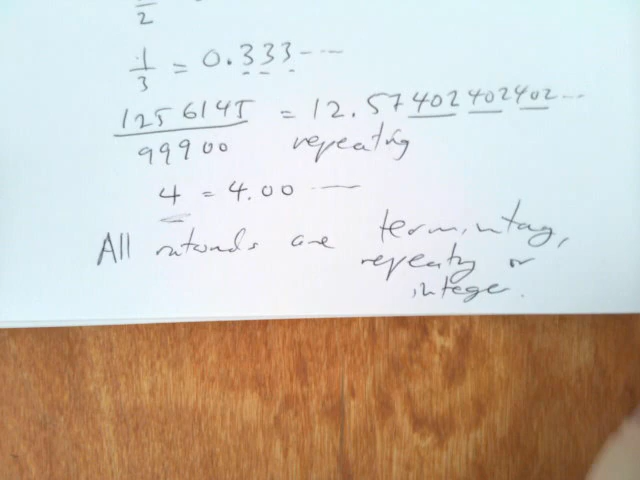 2
1/3 = 0.333---
1256145/99900 = 12.57402402402...
repeating
4 = 4.00 ——
All rationals are terminating,
repeating or
integer.